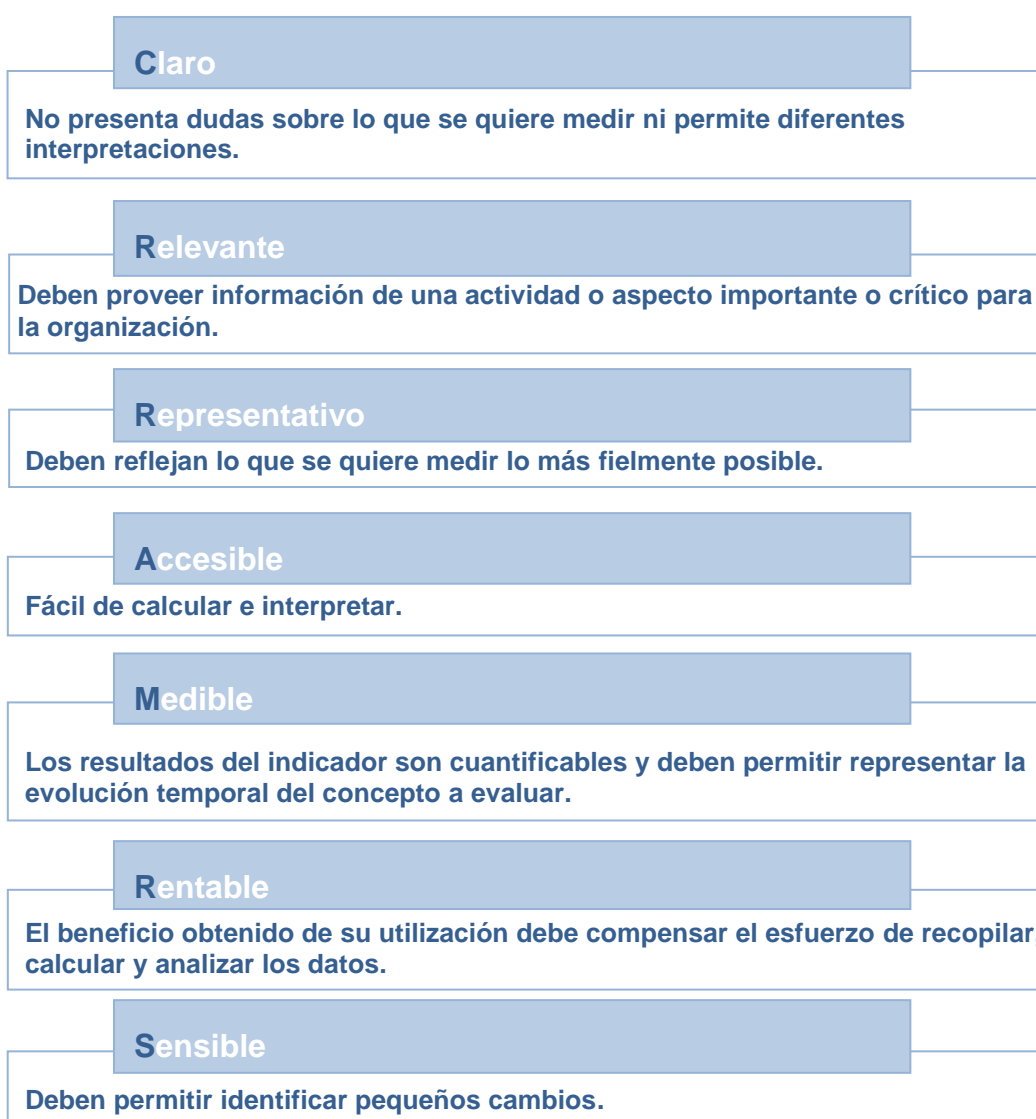 Claro
No presenta dudas sobre lo que se quiere medir ni permite diferentes
interpretaciones.
Relevante
Deben proveer información de una actividad o aspecto importante o crítico para
la organización.
Representativo
Deben reflejan lo que se quiere medir lo más fielmente posible.
Accesible
Fácil de calcular e interpretar.
Medible
Los resultados del indicador son cuantificables y deben permitir representar la
evolución temporal del concepto a evaluar.
Rentable
El beneficio obtenido de su utilización debe compensar el esfuerzo de recopilar,
calcular y analizar los datos.
Sensible
Deben permitir identificar pequeños cambios.